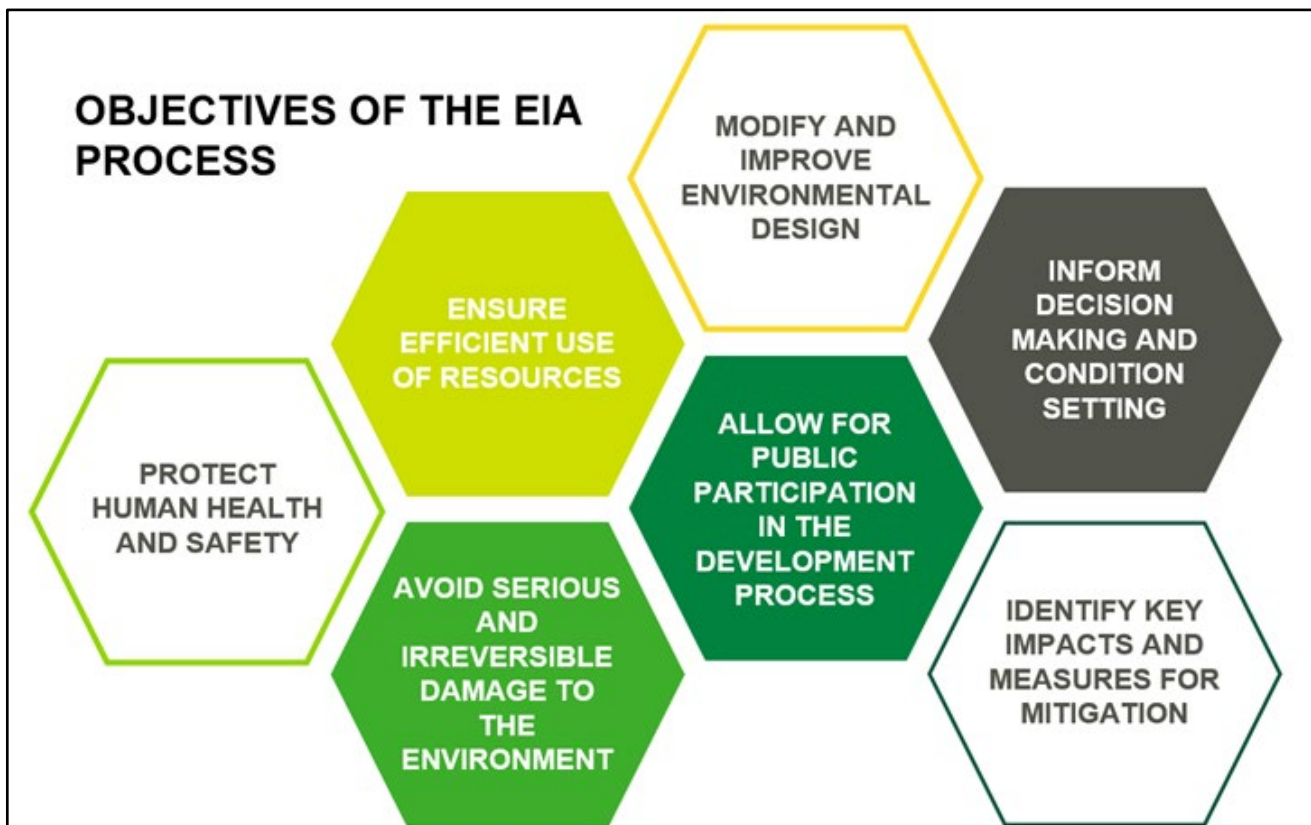 OBJECTIVES OF THE EIA
PROCESS
MODIFY AND
IMPROVE
ENVIRONMENTAL
DESIGN
ENSURE
EFFICIENT USE
OF RESOURCES
INFORM
DECISION
MAKING AND
CONDITION
SETTING
PROTECT
HUMAN HEALTH
AND SAFETY
ALLOW FOR
PUBLIC
PARTICIPATION
IN THE
DEVELOPMENT
PROCESS
AVOID SERIOUS
AND
IRREVERSIBLE
DAMAGE TO
THE
ENVIRONMENT
IDENTIFY KEY
IMPACTS AND
MEASURES FOR
MITIGATION